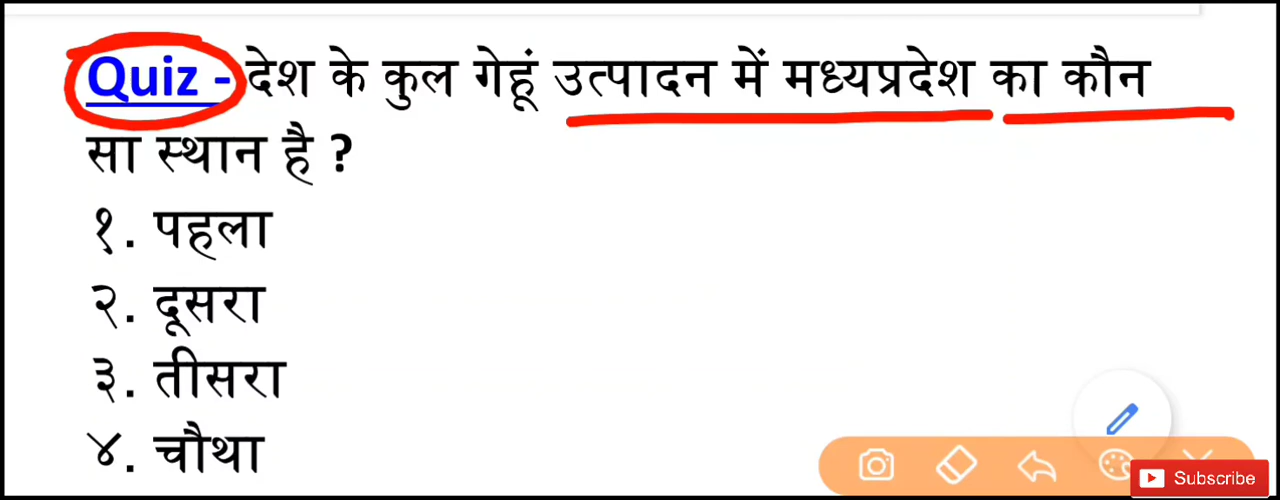 Quiz - देश के कुल गेहूं उत्पादन में मध्यप्रदेश का कौन
सा स्थान है ?
१. पहला
२. दूसरा
३. तीसरा
४. चौथा
Subscribe